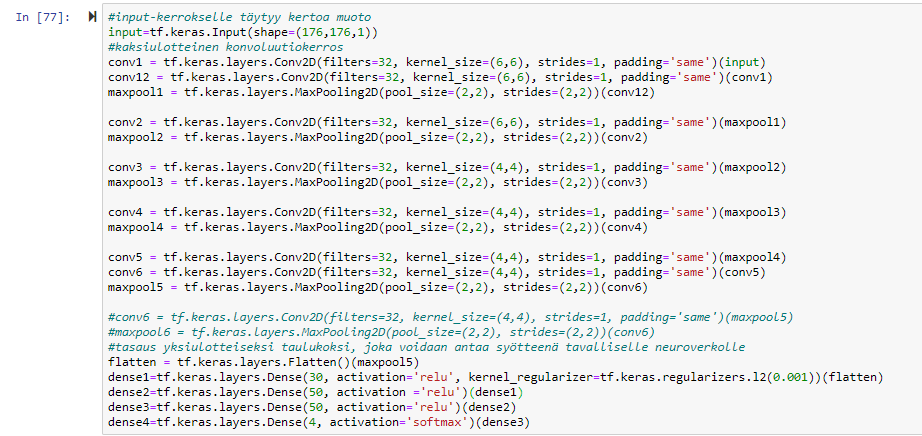 In [77]:
#input-kerrokselle täytyy kertoa muoto
input=tf.keras.Input(shape=(176,176,1))
#kaksiulotteinen konvoluutiokerros
conv1 = tf.keras.layers.Conv2D(filters=32, kernel_size=(6,6), strides=1, padding='same')(input)
conv12 = tf.keras.layers.Conv2D(filters=32, kernel_size=(6,6), strides=1, padding='same')(conv1)
maxpool1 = tf.keras.layers.MaxPooling2D(pool_size=(2,2), strides=(2,2))(conv12)

conv2 = tf.keras.layers.Conv2D(filters=32, kernel_size=(6,6), strides=1, padding='same')(maxpool1)
maxpool2 = tf.keras.layers.MaxPooling2D(pool_size=(2,2), strides=(2,2))(conv2)

conv3 = tf.keras.layers.Conv2D(filters=32, kernel_size=(4,4), strides=1, padding='same')(maxpool2)
maxpool3 = tf.keras.layers.MaxPooling2D(pool_size=(2,2), strides=(2,2))(conv3)

conv4 = tf.keras.layers.Conv2D(filters=32, kernel_size=(4,4), strides=1, padding='same')(maxpool3)
maxpool4 = tf.keras.layers.MaxPooling2D(pool_size=(2,2), strides=(2,2))(conv4)

conv5 = tf.keras.layers.Conv2D(filters=32, kernel_size=(4,4), strides=1, padding='same')(maxpool4)
conv6 = tf.keras.layers.Conv2D(filters=32, kernel_size=(4,4), strides=1, padding='same')(conv5)
maxpool5 = tf.keras.layers.MaxPooling2D(pool_size=(2,2), strides=(2,2))(conv6)

#conv6 = tf.keras.layers.Conv2D(filters=32, kernel_size=(4,4), strides=1, padding='same')(maxpool5)
#maxpool6 = tf.keras.layers.MaxPooling2D(pool_size=(2,2), strides=(2,2))(conv6)
#tasaus yksiulotteiseksi taulukoksi, joka voidaan antaa syötteenä tavalliselle neuroverkolle
flatten = tf.keras.layers.Flatten()(maxpool5)
dense1=tf.keras.layers.Dense(30, activation='relu', kernel_regularizer=tf.keras.regularizers.l2(0.001))(flatten)
dense2=tf.keras.layers.Dense(50, activation ='relu')(dense1)
dense3=tf.keras.layers.Dense(50, activation='relu')(dense2)
dense4=tf.keras.layers.Dense(4, activation='softmax')(dense3)